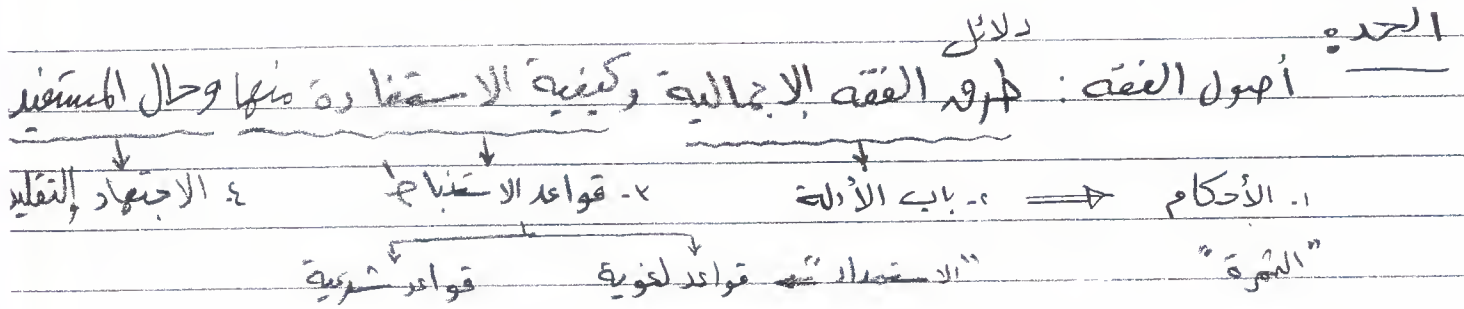 الحد:
دلائل
أصول الفقه: طرق الفقه الإجمالية وكيفية الاستفادة منها وحال المستفيد
١- الأحكام ⟸ ٢- باب الأدلة ٣- قواعد الاستنباط ٤- الاجتهاد والتقليد
"الثمرة" "الاستمداد" قواعد لغوية قواعد شرعية